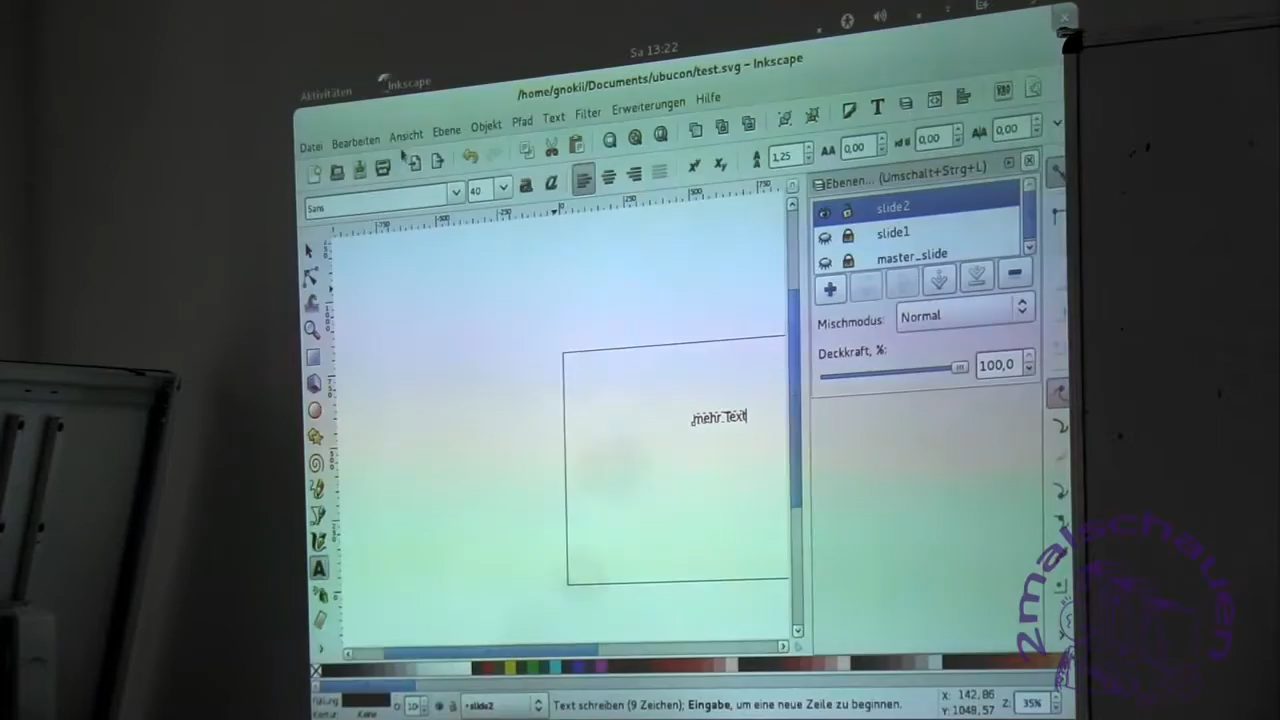 Sa 13:22
Aktivitäten Inkscape
/home/gnokii/Documents/ubucon/test.svg - Inkscape
Datei Bearbeiten Ansicht Ebene Objekt Pfad Text Filter Erweiterungen Hilfe
Sans 40 1,25 0,00 0,00 0,00
Ebenen... (Umschalt+Strg+L)
slide2
slide1
master_slide
Mischmodus: Normal
Deckkraft, %: 100,0
mehr Text
slide2 Text schreiben (9 Zeichen); Eingabe, um eine neue Zeile zu beginnen. X: 142,86 Y: 1048,57 Z: 35%
2malschauen